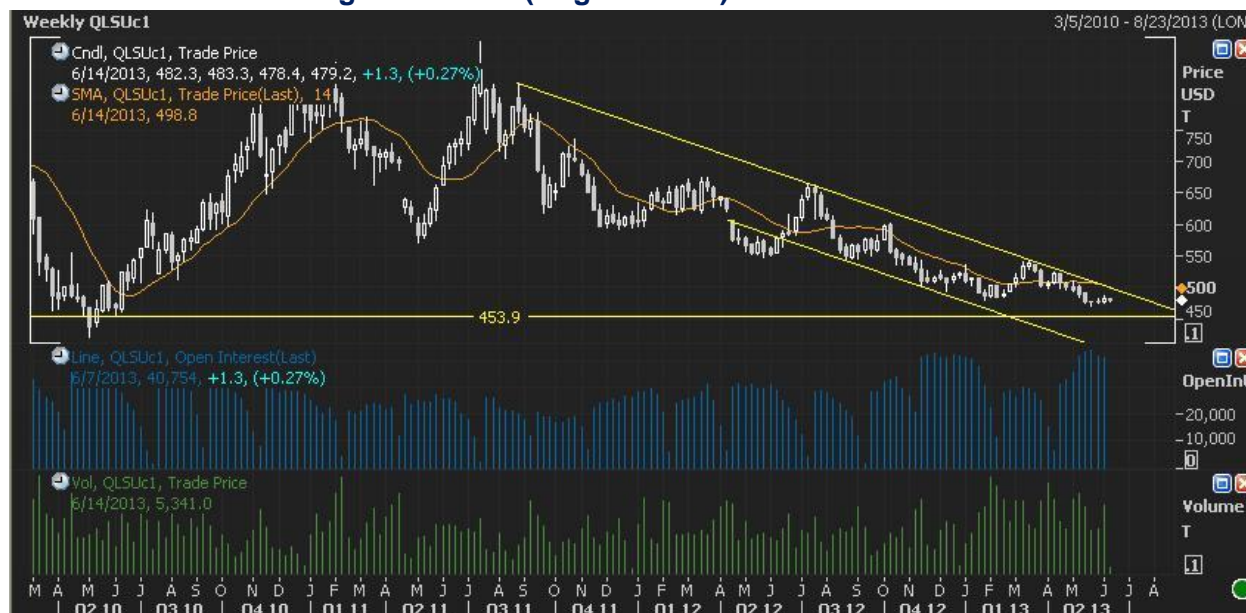 Weekly QLSUc1
3/5/2010 - 8/23/2013 (LON
Cndl, QLSUc1, Trade Price
6/14/2013, 482.3, 483.3, 478.4, 479.2, +1.3, (+0.27%)
SMA, QLSUc1, Trade Price(Last), 14
6/14/2013, 498.8
Price
USD
T
750
700
650
600
550
500
450
.1
453.9
Line, QLSUc1, Open Interest(Last)
6/7/2013, 40,754, +1.3, (+0.27%)
OpenInt
20,000
10,000
0
Vol, QLSUc1, Trade Price
6/14/2013, 5,341.0
Volume
T
.1
M A M J J A S O N D J F M A M J J A S O N D J F M A M J J A S O N D J F M A M J J A
Q2 10 Q3 10 Q4 10 Q1 11 Q2 11 Q3 11 Q4 11 Q1 12 Q2 12 Q3 12 Q4 12 Q1 13 Q2 13